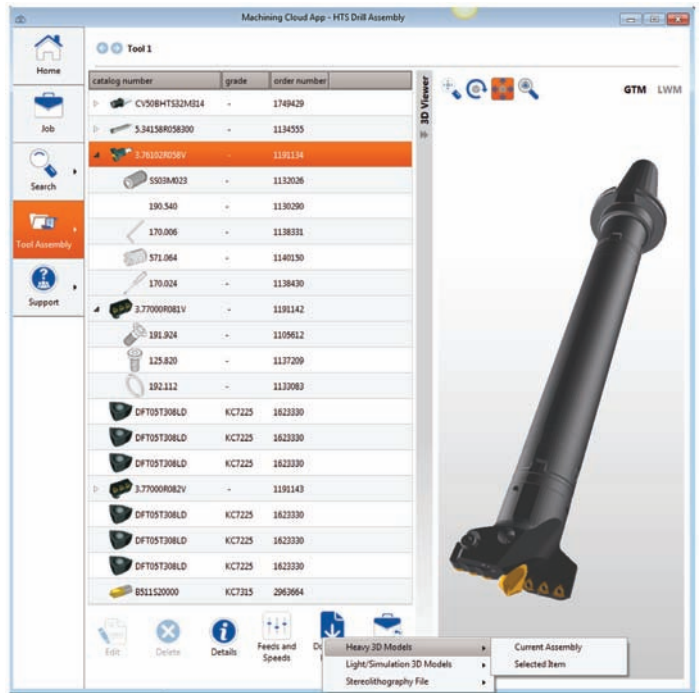 Machining Cloud App - HTS Drill Assembly
Home
Job
Search
Tool Assembly
Support
Tool 1
catalog number grade order number
CV50BHTS32M314 - 1749429
5.34158R058300 - 1134555
3.76102R058V - 1191134
SS03M023 - 1132026
190.540 - 1130290
170.006 - 1138331
571.064 - 1140150
170.024 - 1138430
3.77000R081V - 1191142
191.924 - 1105612
125.820 - 1137209
192.112 - 1133083
DFT05T308LD KC7225 1623330
DFT05T308LD KC7225 1623330
DFT05T308LD KC7225 1623330
3.77000R082V - 1191143
DFT05T308LD KC7225 1623330
DFT05T308LD KC7225 1623330
DFT05T308LD KC7225 1623330
B511S20000 KC7315 2963664
3D Viewer
GTM LWM
Edit
Delete
Details
Feeds and
Speeds
Heavy 3D Models
Light/Simulation 3D Models
Stereolithography File
Current Assembly
Selected Item